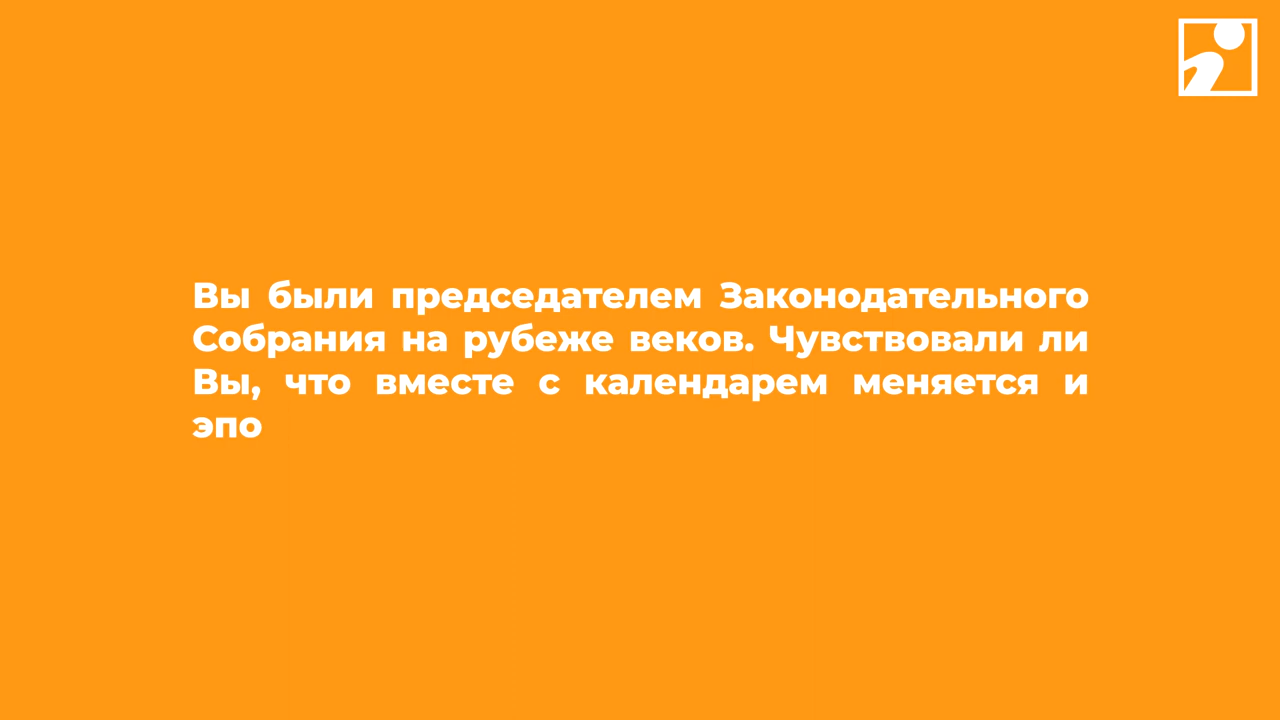 Вы были председателем Законодательного
Собрания на рубеже веков. Чувствовали ли
Вы, что вместе с календарем меняется и
эпо